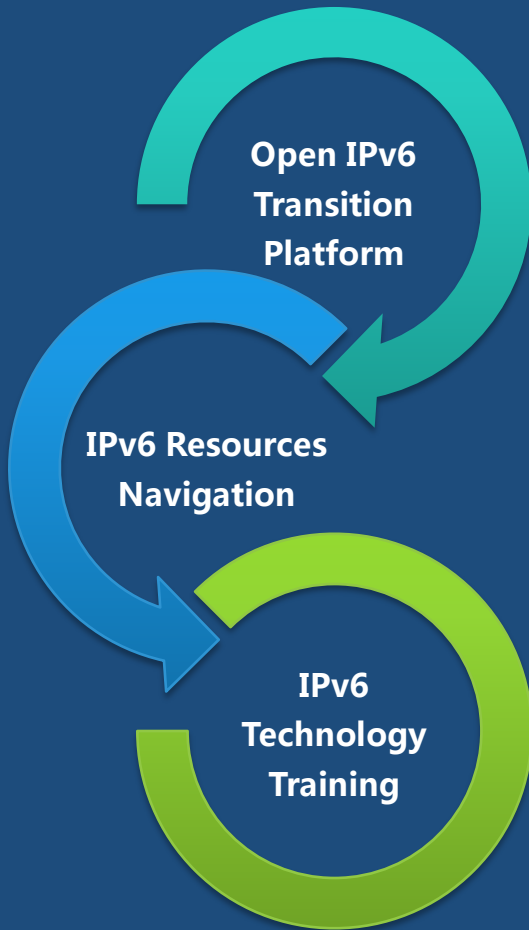 Open IPv6
Transition
Platform
IPv6 Resources
Navigation
IPv6
Technology
Training